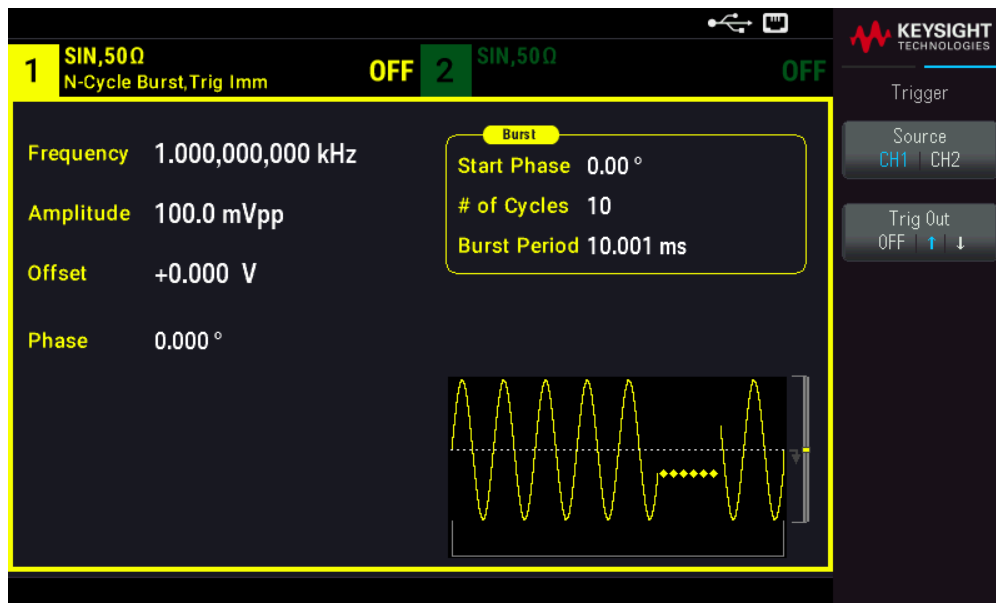 KEYSIGHT
TECHNOLOGIES
1
SIN,50Ω
N-Cycle Burst,Trig Imm
OFF
2
SIN,50Ω
OFF
Trigger
Frequency 1.000,000,000 kHz
Amplitude 100.0 mVpp
Offset +0.000 V
Phase 0.000 °
Burst
Start Phase 0.00 °
# of Cycles 10
Burst Period 10.001 ms
Source
CH1 | CH2
Trig Out
OFF | ↑ | ↓